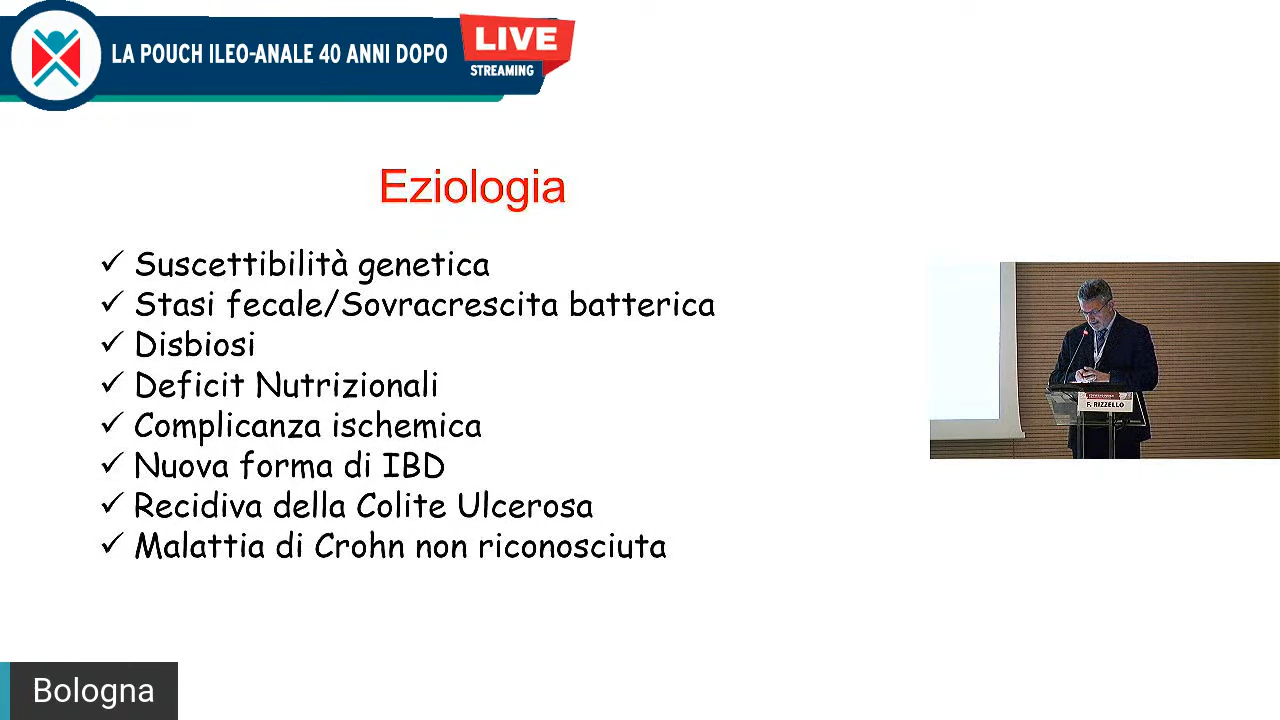 LA POUCH ILEO-ANALE 40 ANNI DOPO
LIVE
STREAMING
Eziologia
✓ Suscettibilità genetica
✓ Stasi fecale/Sovracrescita batterica
✓ Disbiosi
✓ Deficit Nutrizionali
✓ Complicanza ischemica
✓ Nuova forma di IBD
✓ Recidiva della Colite Ulcerosa
✓ Malattia di Crohn non riconosciuta
F. RIZZELLO
Bologna